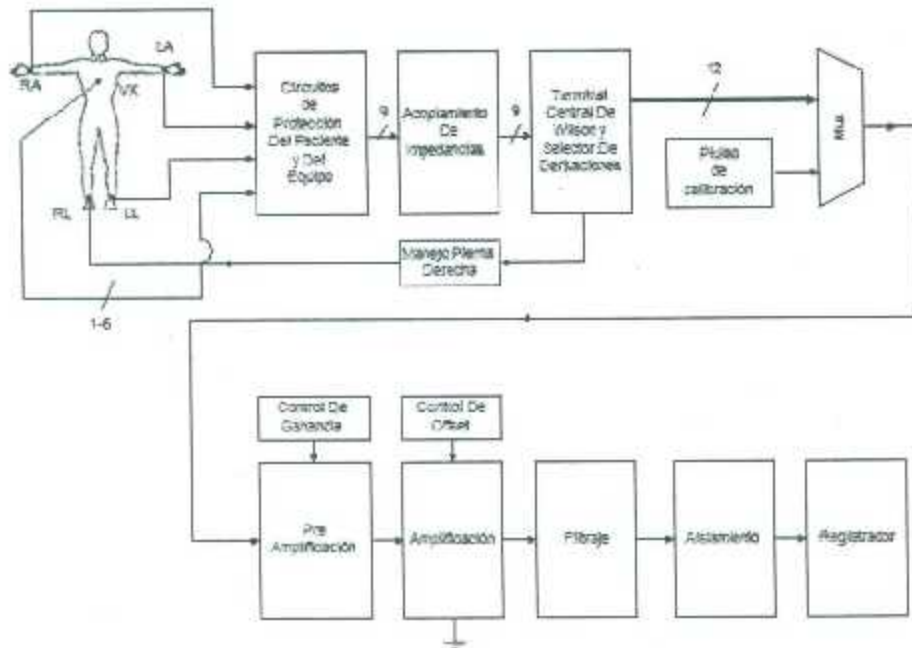 RA
LA
VX
RL
LL
1-6
Circuitos
de
Protección
Del Paciente
y Del
Equipo
9
Acoplamiento
De
Impedancias
9
Terminal
Central De
Wilson y
Selector De
Derivaciones
12
Pulso
de
calibración
Mux
Manejo Pierna
Derecha
Control De
Ganancia
Control De
Offset
Pre
Amplificación
Amplificación
Filtraje
Aislamiento
Registrador